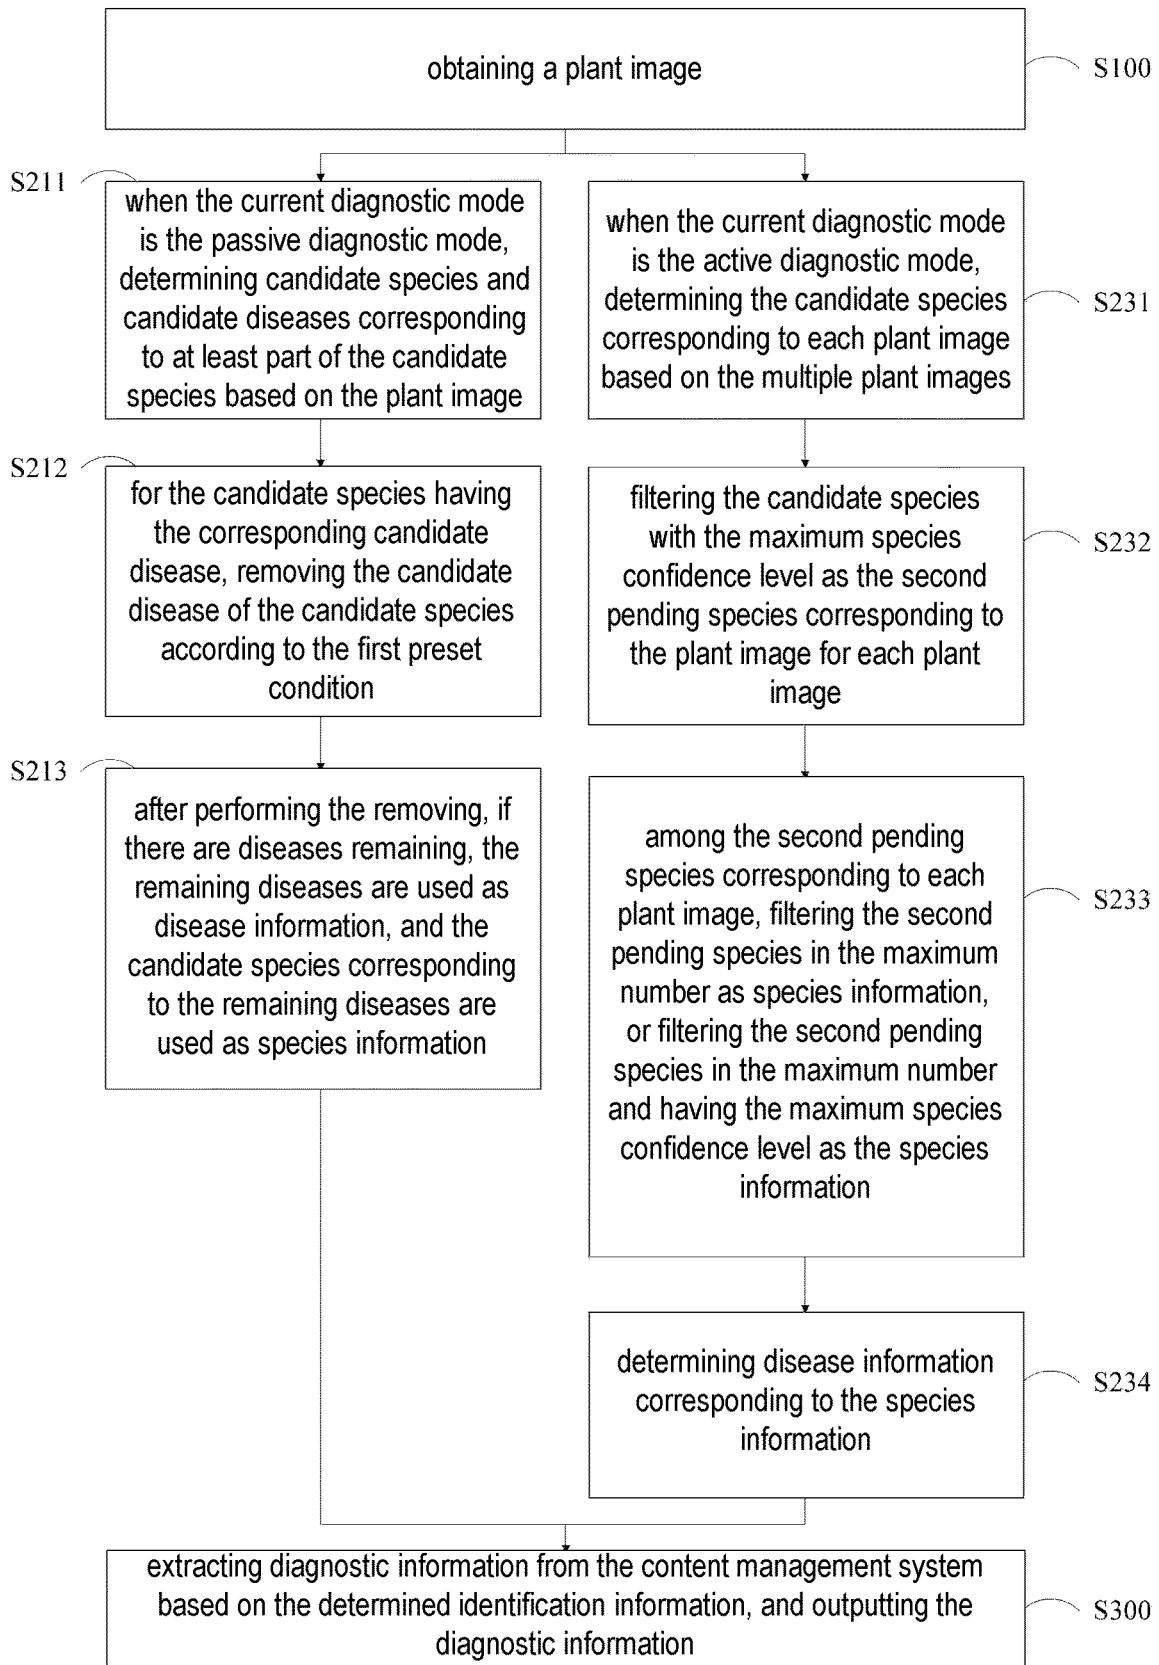 obtaining a plant image
S100
S211
when the current diagnostic mode
is the passive diagnostic mode,
determining candidate species and
candidate diseases corresponding
to at least part of the candidate
species based on the plant image
when the current diagnostic mode
is the active diagnostic mode,
determining the candidate species
corresponding to each plant image
based on the multiple plant images
S231
S212
for the candidate species having
the corresponding candidate
disease, removing the candidate
disease of the candidate species
according to the first preset
condition
filtering the candidate species
with the maximum species
confidence level as the second
pending species corresponding to
the plant image for each plant
image
S232
S213
after performing the removing, if
there are diseases remaining, the
remaining diseases are used as
disease information, and the
candidate species corresponding
to the remaining diseases are
used as species information
among the second pending
species corresponding to each
plant image, filtering the second
pending species in the maximum
number as species information,
or filtering the second pending
species in the maximum number
and having the maximum species
confidence level as the species
information
S233
determining disease information
corresponding to the species
information
S234
extracting diagnostic information from the content management system
based on the determined identification information, and outputting the
diagnostic information
S300